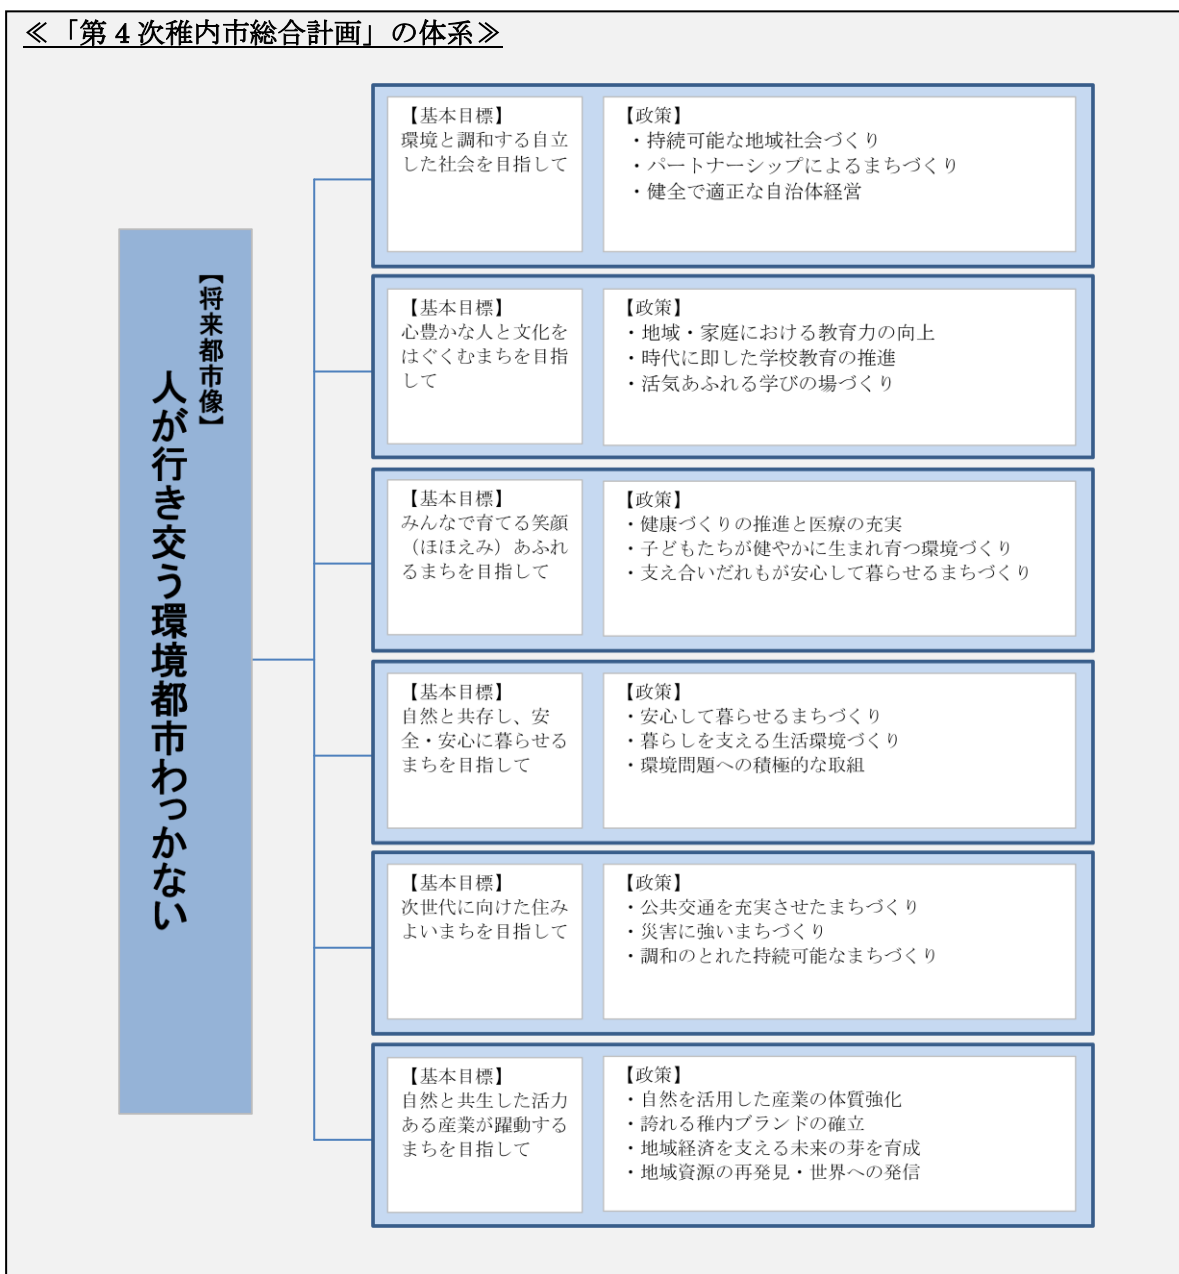 ≪「第4次稚内市総合計画」の体系≫
【将来都市像】
人が行き交う環境都市わっかない
【基本目標】
環境と調和する自立
した社会を目指して
【政策】
・持続可能な地域社会づくり
・パートナーシップによるまちづくり
・健全で適正な自治体経営
【基本目標】
心豊かな人と文化を
はぐくむまちを目指
して
【政策】
・地域・家庭における教育力の向上
・時代に即した学校教育の推進
・活気あふれる学びの場づくり
【基本目標】
みんなで育てる笑顔
（ほほえみ）あふれ
るまちを目指して
【政策】
・健康づくりの推進と医療の充実
・子どもたちが健やかに生まれ育つ環境づくり
・支え合いだれもが安心して暮らせるまちづくり
【基本目標】
自然と共存し、安
全・安心に暮らせる
まちを目指して
【政策】
・安心して暮らせるまちづくり
・暮らしを支える生活環境づくり
・環境問題への積極的な取組
【基本目標】
次世代に向けた住み
よいまちを目指して
【政策】
・公共交通を充実させたまちづくり
・災害に強いまちづくり
・調和のとれた持続可能なまちづくり
【基本目標】
自然と共生した活力
ある産業が躍動する
まちを目指して
【政策】
・自然を活用した産業の体質強化
・誇れる稚内ブランドの確立
・地域経済を支える未来の芽を育成
・地域資源の再発見・世界への発信